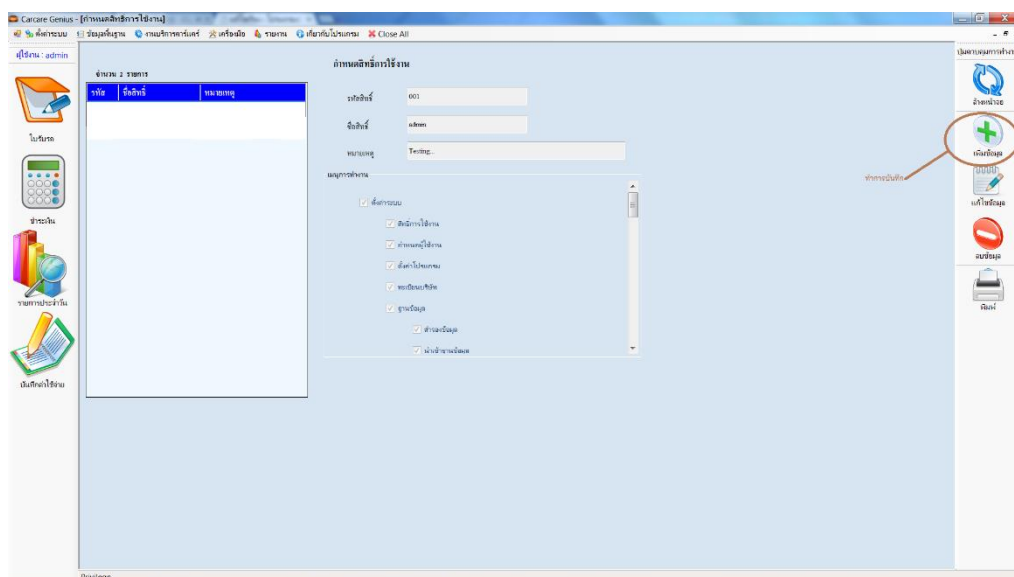 Carcare Genius - [กำหนดสิทธิการใช้งาน]
ตั้งค่าระบบ ข้อมูลพื้นฐาน งานบริการคาร์แคร์ เครื่องมือ รายงาน เกี่ยวกับโปรแกรม Close All
ผู้ใช้งาน : admin
ใบรับรถ
ชำระเงิน
รายการประจำวัน
บันทึกค่าใช้จ่าย
จำนวน 2 รายการ
รหัส ชื่อสิทธิ์ หมายเหตุ
กำหนดสิทธิ์การใช้งาน
รหัสสิทธิ์ 001
ชื่อสิทธิ์ admin
หมายเหตุ Testing..
เมนูการทำงาน
ตั้งค่าระบบ
สิทธิ์การใช้งาน
กำหนดผู้ใช้งาน
ตั้งค่าโปรแกรม
ทะเบียนบริษัท
ฐานข้อมูล
สำรองข้อมูล
นำเข้าฐานข้อมูล
ทำการบันทึก
ปุ่มควบคุมการทำงา
ล้างหน้าจอ
เพิ่มข้อมูล
แก้ไขข้อมูล
ลบข้อมูล
พิมพ์